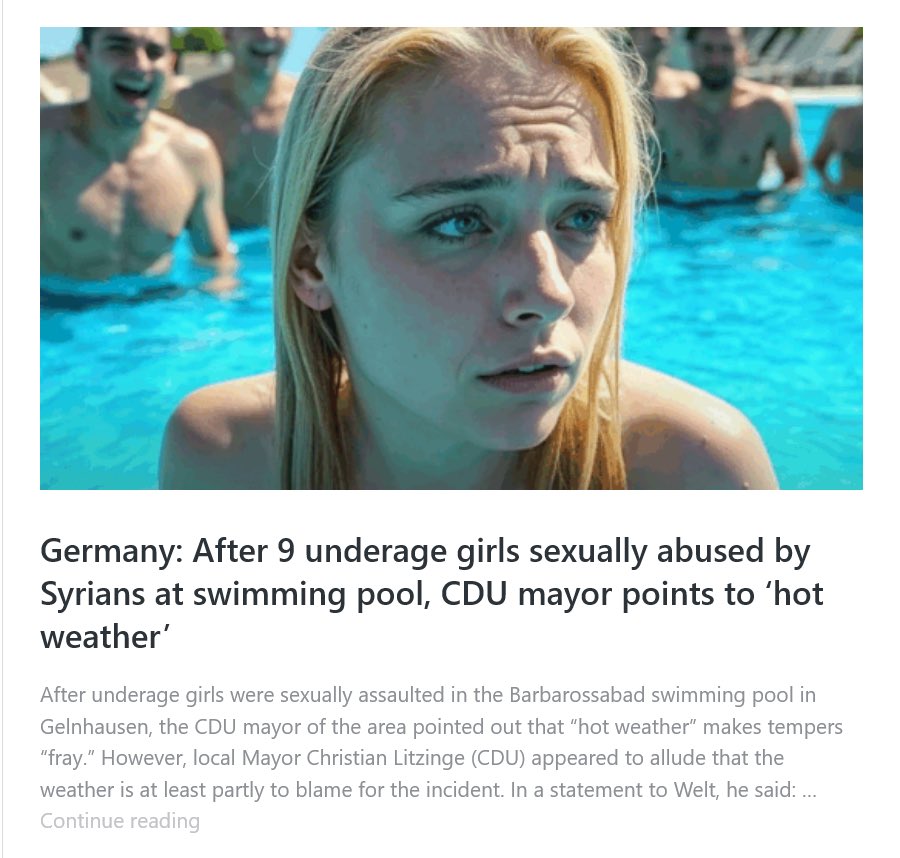 Germany: After 9 underage girls sexually abused by
Syrians at swimming pool, CDU mayor points to ‘hot
weather’
After underage girls were sexually assaulted in the Barbarossabad swimming pool in
Gelnhausen, the CDU mayor of the area pointed out that “hot weather” makes tempers
“fray.” However, local Mayor Christian Litzinge (CDU) appeared to allude that the
weather is at least partly to blame for the incident. In a statement to Welt, he said: ...
Continue reading